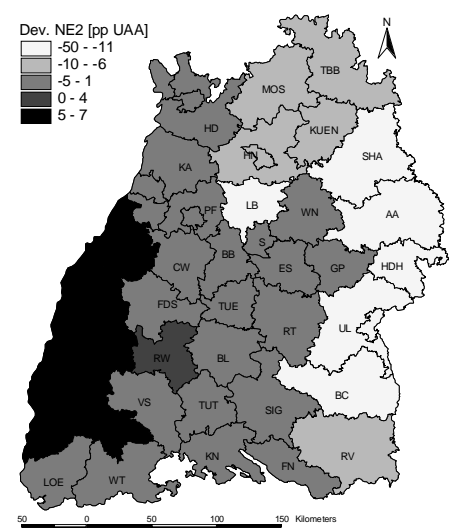 Dev. NE2 [pp UAA]
-50 - -11
-10 - -6
-5 - 1
0 - 4
5 - 7
N
TBB
MOS
KUEN
HD
HN
SHA
KA
LB
PF
WN
AA
S
BB
CW
ES
GP
HDH
FDS
TUE
UL
RT
RW
BL
BC
VS
TUT
SIG
KN
RV
FN
LOE
WT
50 0 50 100 150 Kilometers